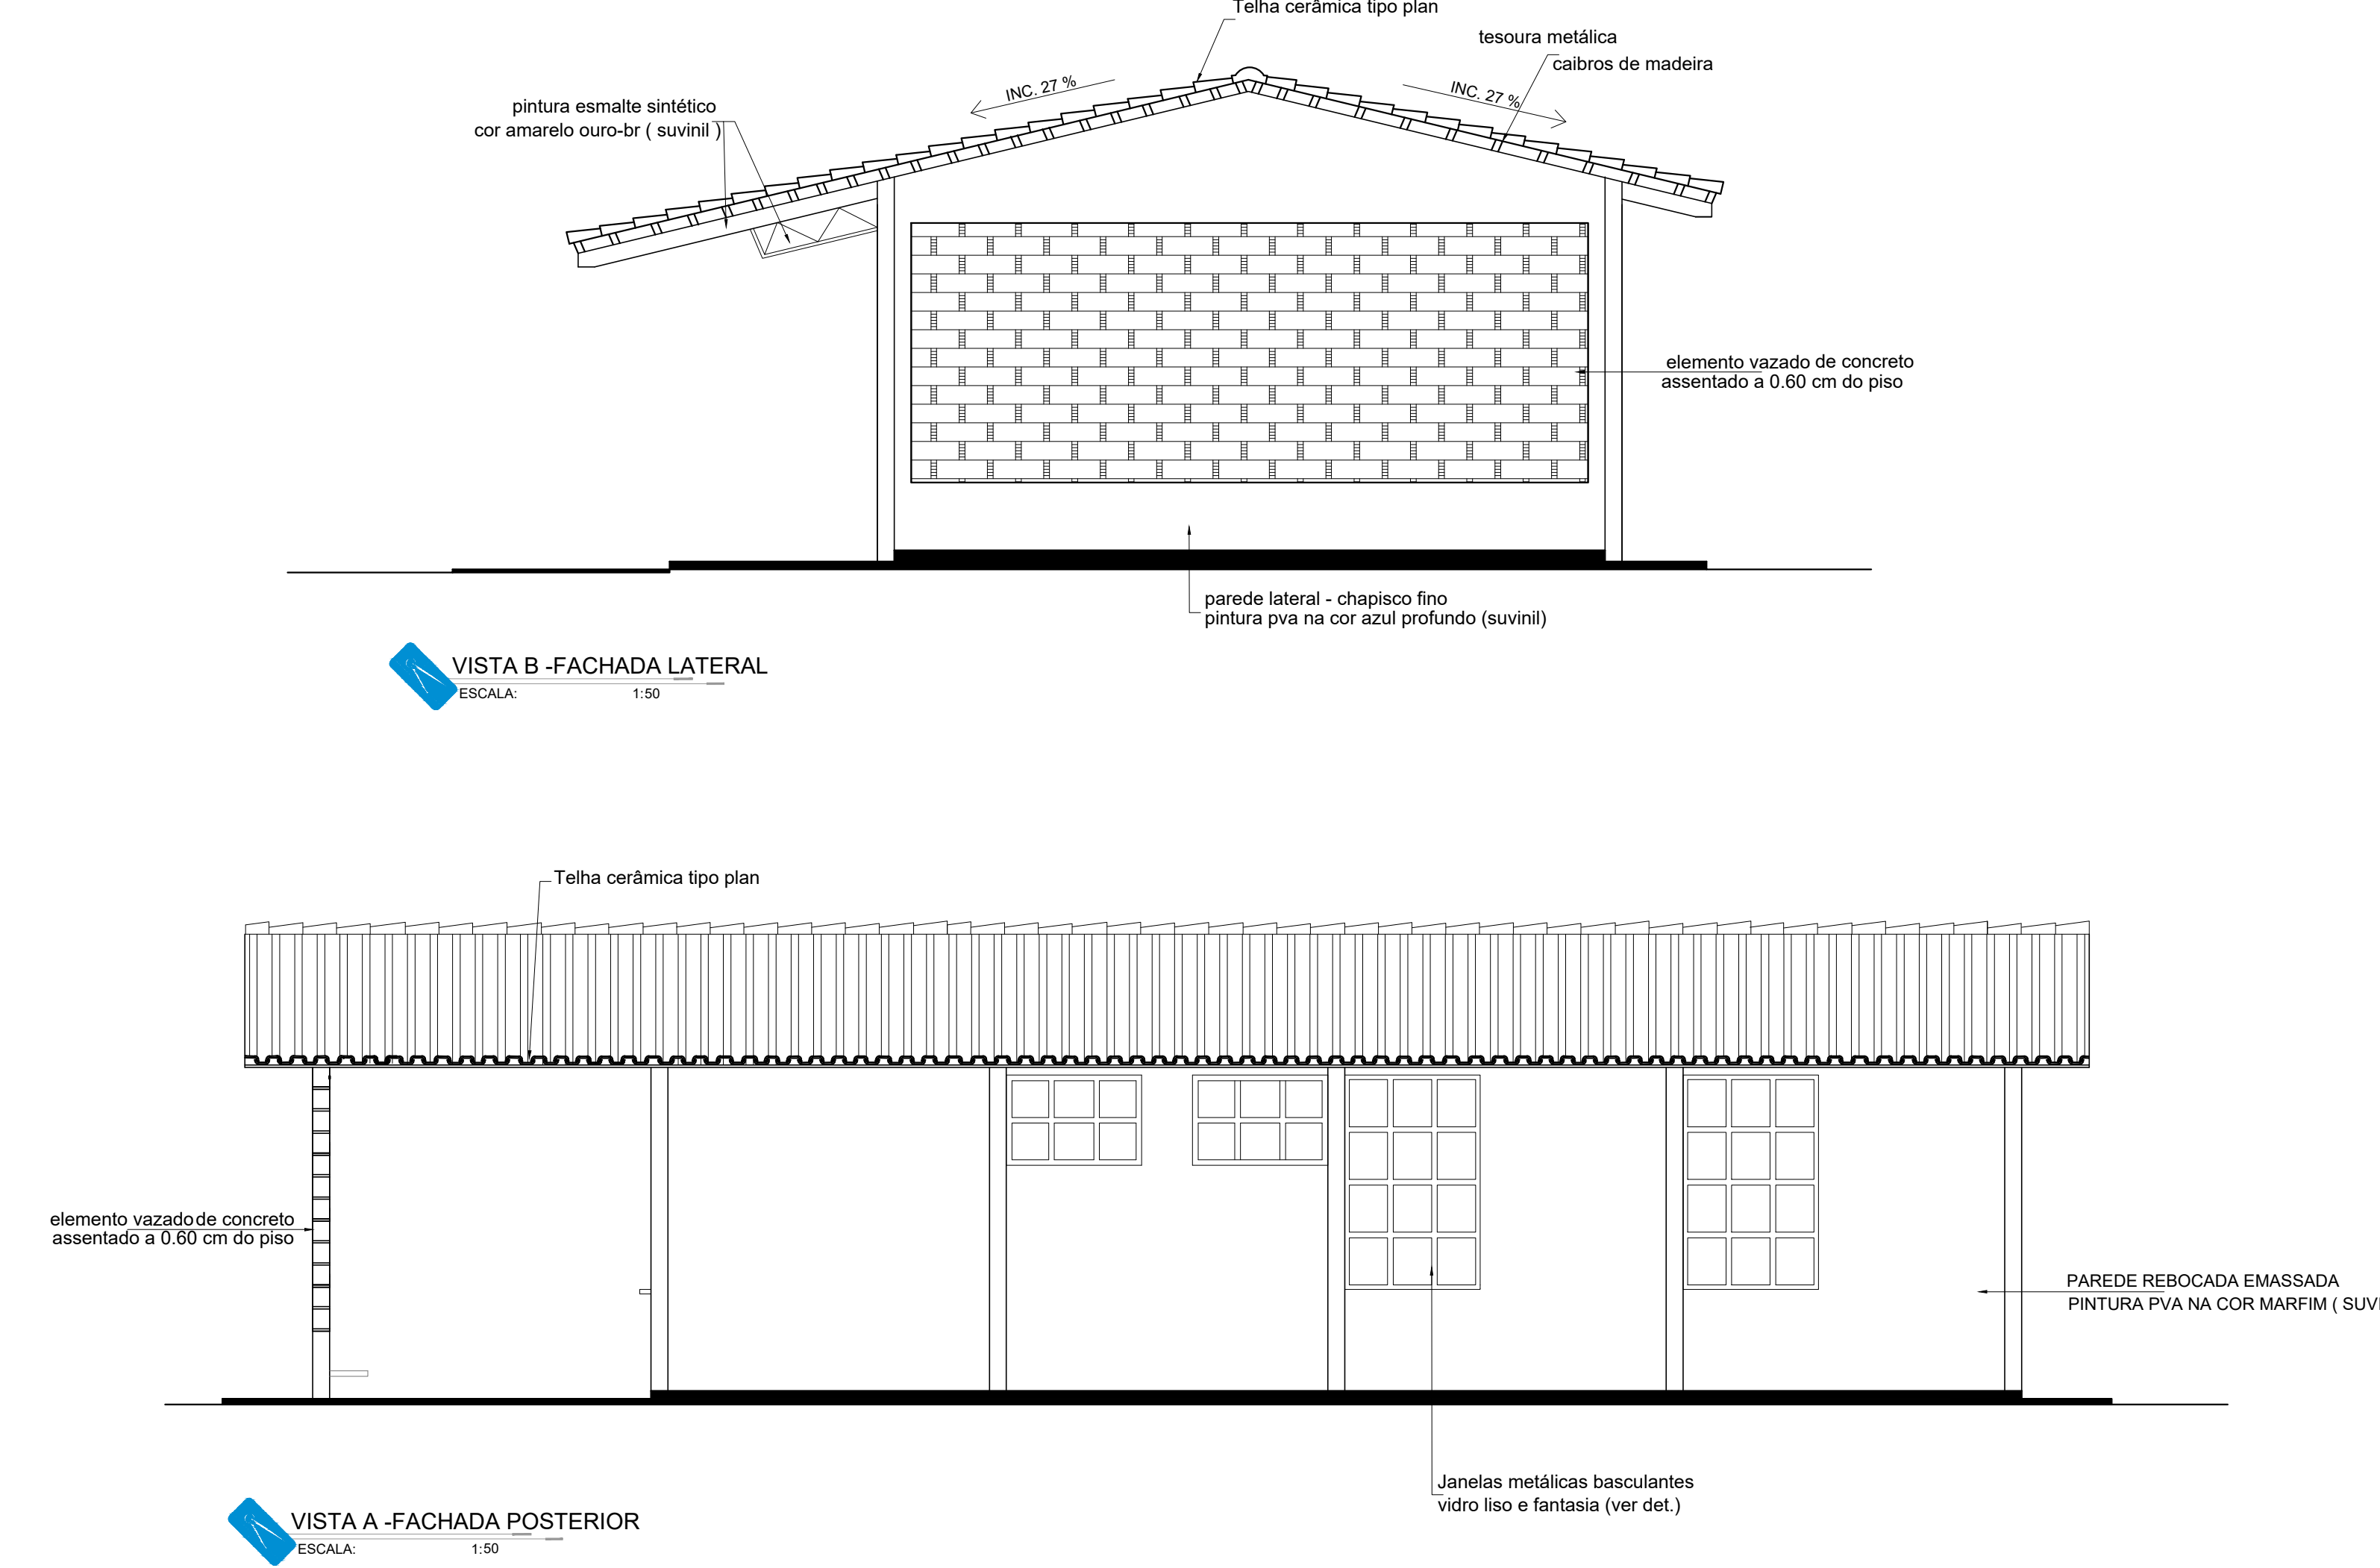 Telha cerâmica tipo plan
tesoura metálica
caibros de madeira
INC. 27 %
INC. 27 %
pintura esmalte sintético
cor amarelo ouro-br ( suvinil )
elemento vazado de concreto
assentado a 0.60 cm do piso
parede lateral - chapisco fino
pintura pva na cor azul profundo (suvinil)
VISTA B -FACHADA LATERAL
ESCALA: 1:50
Telha cerâmica tipo plan
elemento vazado de concreto
assentado a 0.60 cm do piso
PAREDE REBOCADA EMASSADA
PINTURA PVA NA COR MARFIM ( SUV
Janelas metálicas basculantes
vidro liso e fantasia (ver det.)
VISTA A -FACHADA POSTERIOR
ESCALA: 1:50